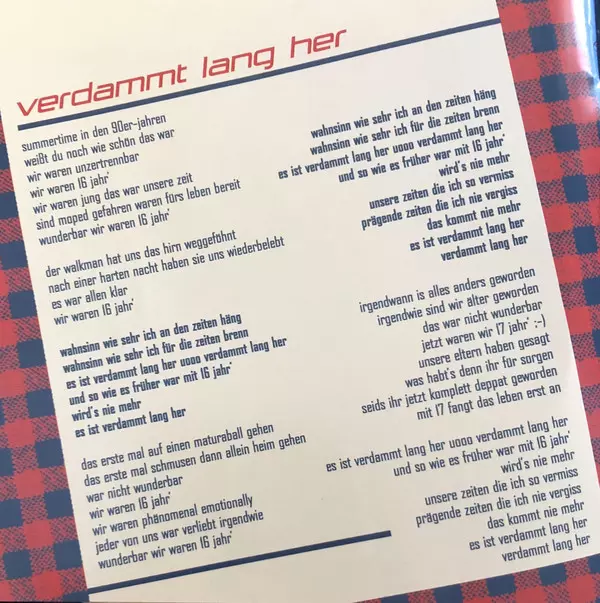 verdammt lang her
summertime in den 90er-jahren
weißt du noch wie schön das war
wir waren unzertrennbar
wir waren 16 jahr'
wir waren jung das war unsere zeit
sind moped gefahren waren fürs leben bereit
wunderbar wir waren 16 jahr'
der walkman hat uns das hirn weggeföhnt
nach einer harten nacht haben sie uns wiederbelebt
es war allen klar
wir waren 16 jahr'
wahnsinn wie sehr ich an den zeiten häng
wahnsinn wie sehr ich für die zeiten brenn
es ist verdammt lang her uooo verdammt lang her
und so wie es früher war mit 16 jahr'
wird's nie mehr
es ist verdammt lang her
das erste mal auf einen maturaball gehen
das erste mal schmusen dann allein heim gehen
war nicht wunderbar
wir waren 16 jahr'
wir waren phänomenal emotionally
jeder von uns war verliebt irgendwie
wunderbar wir waren 16 jahr'
wahnsinn wie sehr ich an den zeiten häng
wahnsinn wie sehr ich für die zeiten brenn
es ist verdammt lang her uooo verdammt lang her
und so wie es früher war mit 16 jahr'
wird's nie mehr
unsere zeiten die ich so vermiss
prägende zeiten die ich nie vergiss
das kommt nie mehr
es ist verdammt lang her
verdammt lang her
irgendwann is alles anders geworden
irgendwie sind wir älter geworden
das war nicht wunderbar
jetzt waren wir 17 jahr' :-)
unsere eltern haben gesagt
was habt's denn ihr für sorgen
seids ihr jetzt komplett deppat geworden
mit 17 fangt das leben erst an
es ist verdammt lang her uooo verdammt lang her
und so wie es früher war mit 16 jahr'
wird's nie mehr
unsere zeiten die ich so vermiss
prägende zeiten die ich nie vergiss
das kommt nie mehr
es ist verdammt lang her
verdammt lang her